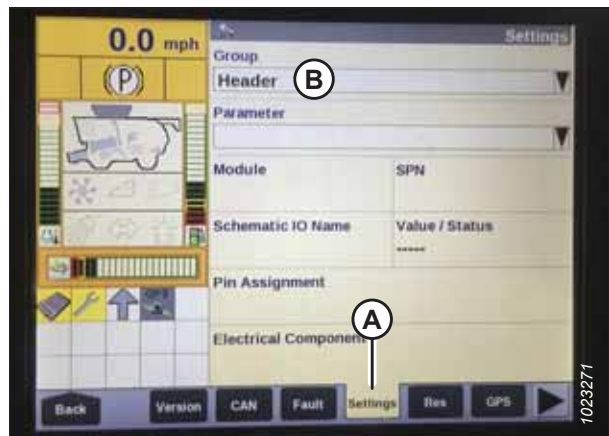 0.0 mph
Settings
(P)
Group
Header
B
Parameter
Module
SPN
Schematic IO Name
Value / Status
-----
Pin Assignment
A
Electrical Component
Back
Version
CAN
Fault
Settings
Res
GPS
1023271